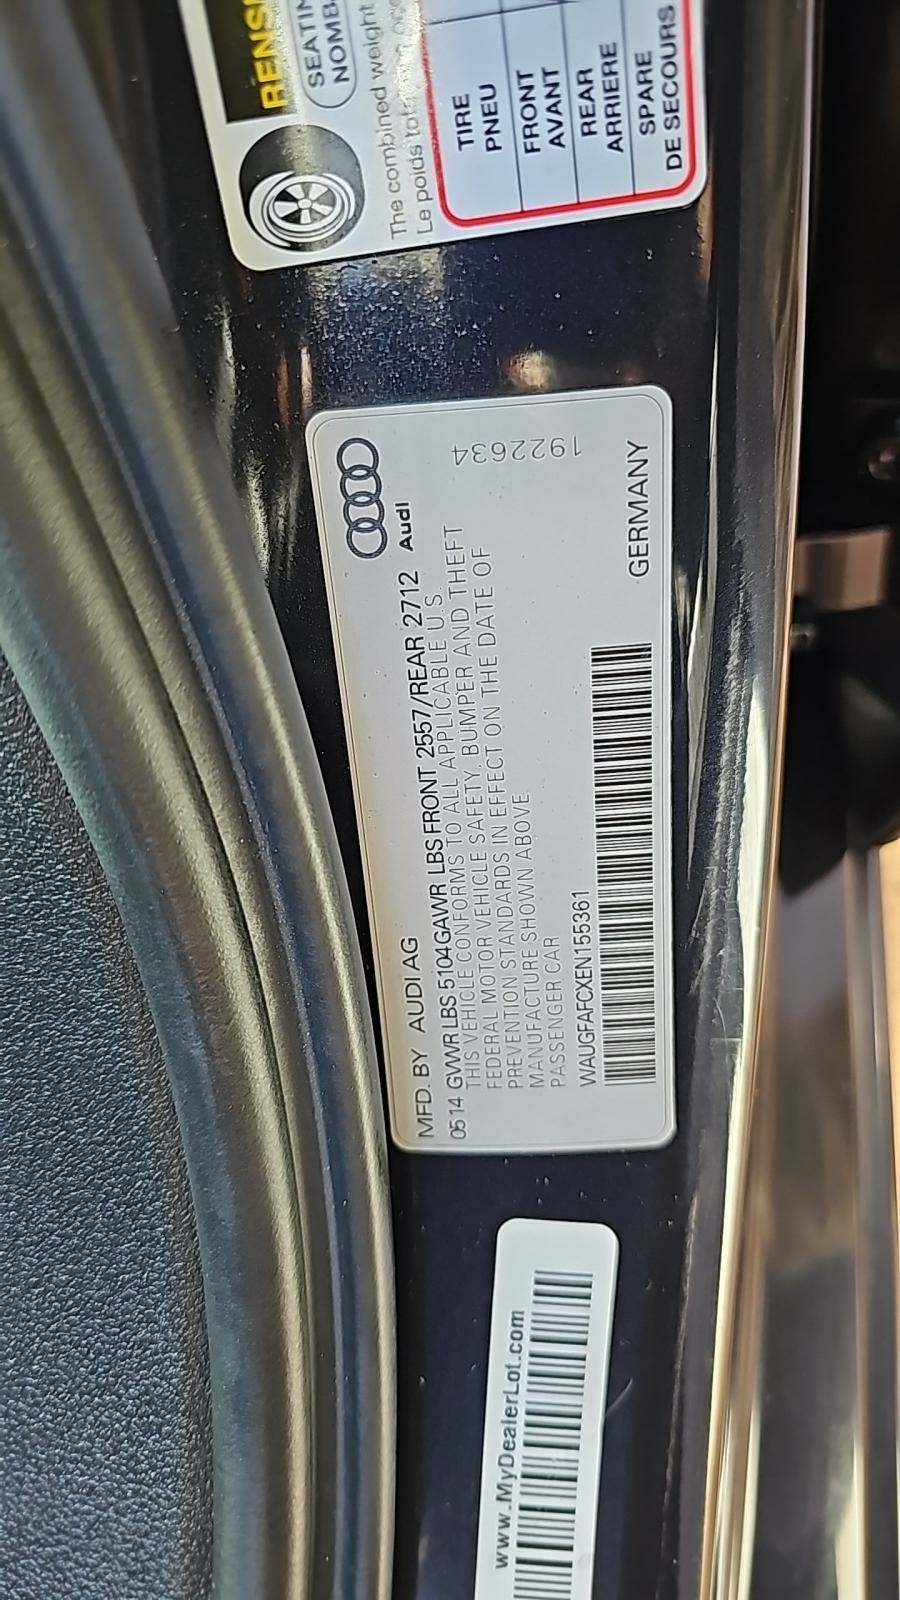 RENS
SEATIN
NOMB
The combined weight
Le poids tot
TIRE
PNEU
FRONT
AVANT
REAR
ARRIERE
SPARE
DE SECOURS
MFD. BY AUDI AG
Audi
0514 GVWR LBS 5104 GAWR LBS FRONT 2557/REAR 2712
THIS VEHICLE CONFORMS TO ALL APPLICABLE U.S.
FEDERAL MOTOR VEHICLE SAFETY, BUMPER AND THEFT
PREVENTION STANDARDS IN EFFECT ON THE DATE OF
MANUFACTURE SHOWN ABOVE
PASSENGER CAR
1922634
WAUGFAFCXEN155361
GERMANY
www.MyDealerLot.com